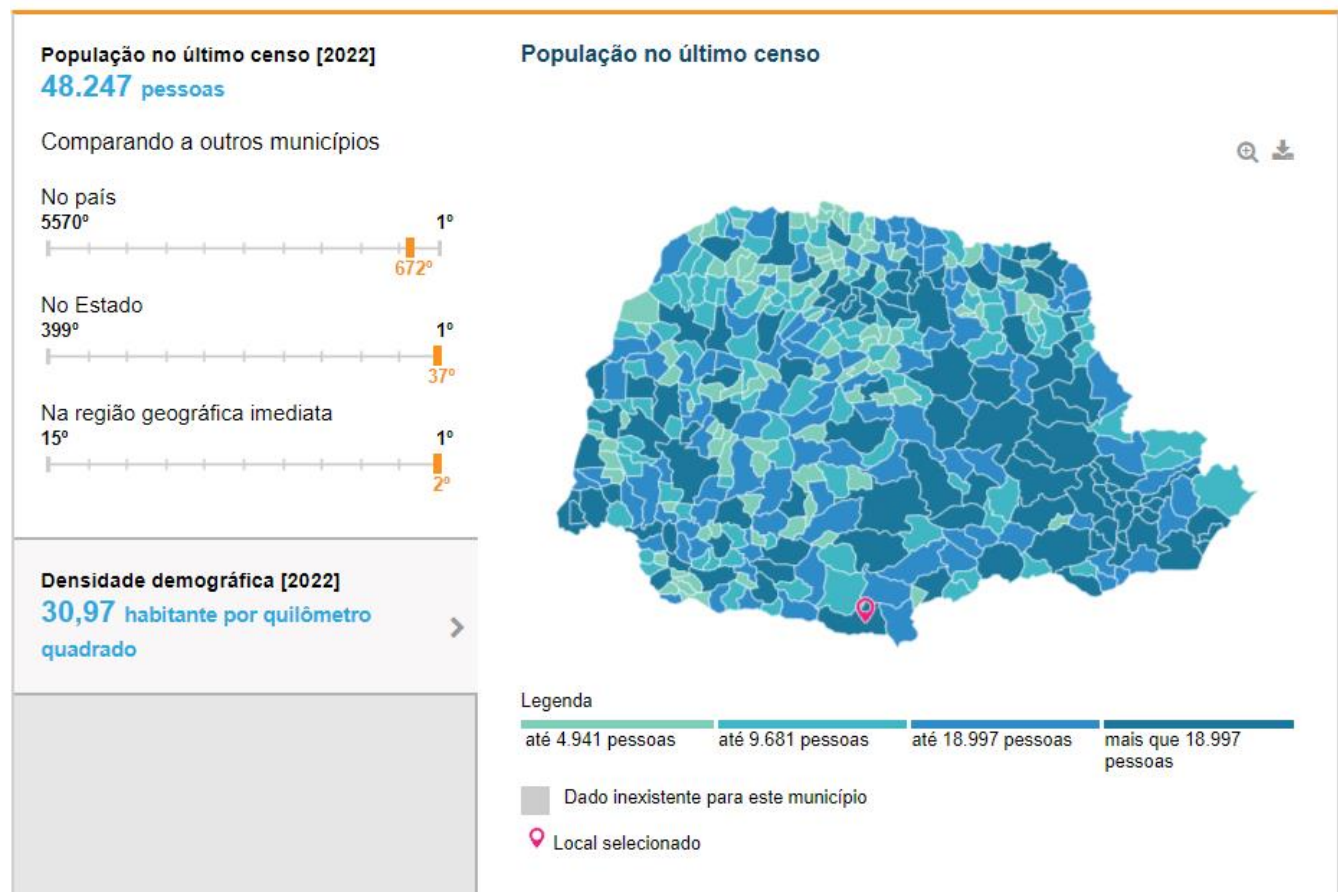 População no último censo [2022]
48.247 pessoas
Comparando a outros municípios
No país
5570º 1º
672º
No Estado
399º 1º
37º
Na região geográfica imediata
15º 1º
2º
Densidade demográfica [2022]
30,97 habitante por quilômetro
quadrado
População no último censo
Legenda
até 4.941 pessoas
até 9.681 pessoas
até 18.997 pessoas
mais que 18.997
pessoas
Dado inexistente para este município
Local selecionado